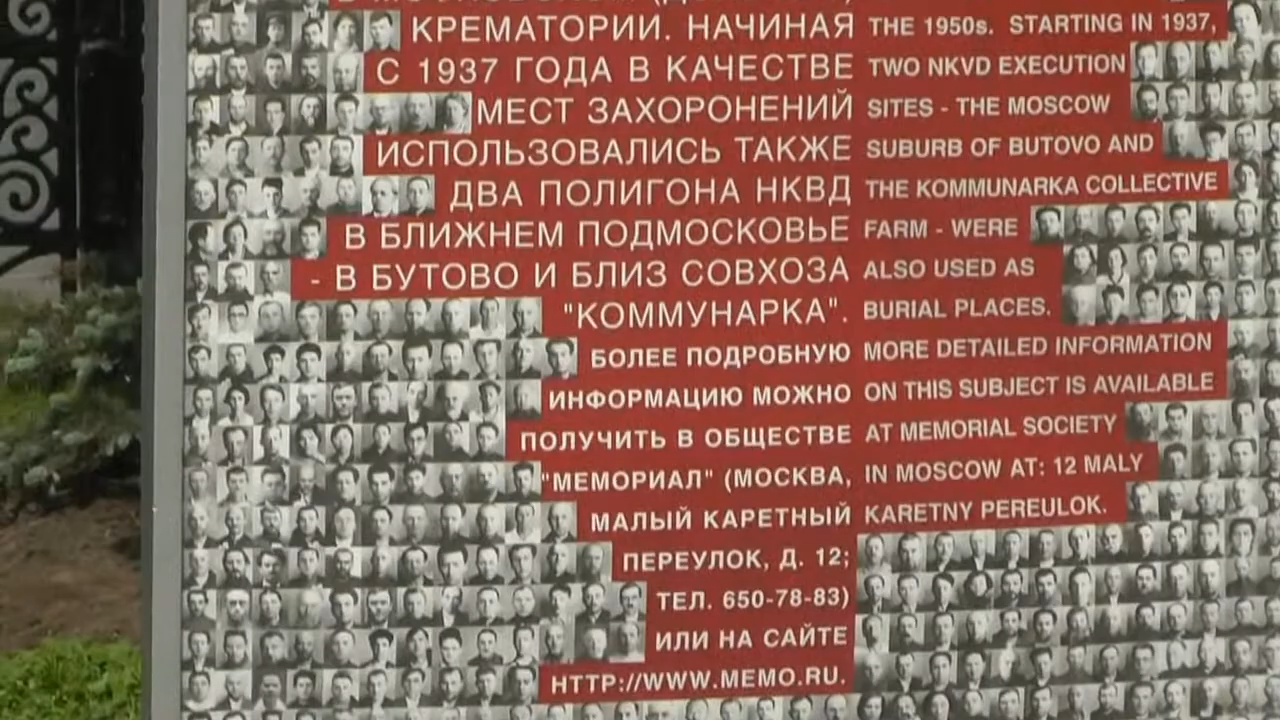 КРЕМАТОРИИ. НАЧИНАЯ
С 1937 ГОДА В КАЧЕСТВЕ
МЕСТ ЗАХОРОНЕНИЙ
ИСПОЛЬЗОВАЛИСЬ ТАКЖЕ
ДВА ПОЛИГОНА НКВД
В БЛИЖНЕМ ПОДМОСКОВЬЕ
- В БУТОВО И БЛИЗ СОВХОЗА
"КОММУНАРКА".
БОЛЕЕ ПОДРОБНУЮ
ИНФОРМАЦИЮ МОЖНО
ПОЛУЧИТЬ В ОБЩЕСТВЕ
"МЕМОРИАЛ" (МОСКВА,
МАЛЫЙ КАРЕТНЫЙ
ПЕРЕУЛОК, Д. 12;
ТЕЛ. 650-78-83)
ИЛИ НА САЙТЕ
HTTP://WWW.MEMO.RU.
THE 1950s. STARTING IN 1937,
TWO NKVD EXECUTION
SITES - THE MOSCOW
SUBURB OF BUTOVO AND
THE KOMMUNARKA COLLECTIVE
FARM - WERE
ALSO USED AS
BURIAL PLACES.
MORE DETAILED INFORMATION
ON THIS SUBJECT IS AVAILABLE
AT MEMORIAL SOCIETY
IN MOSCOW AT: 12 MALY
KARETNY PEREULOK.